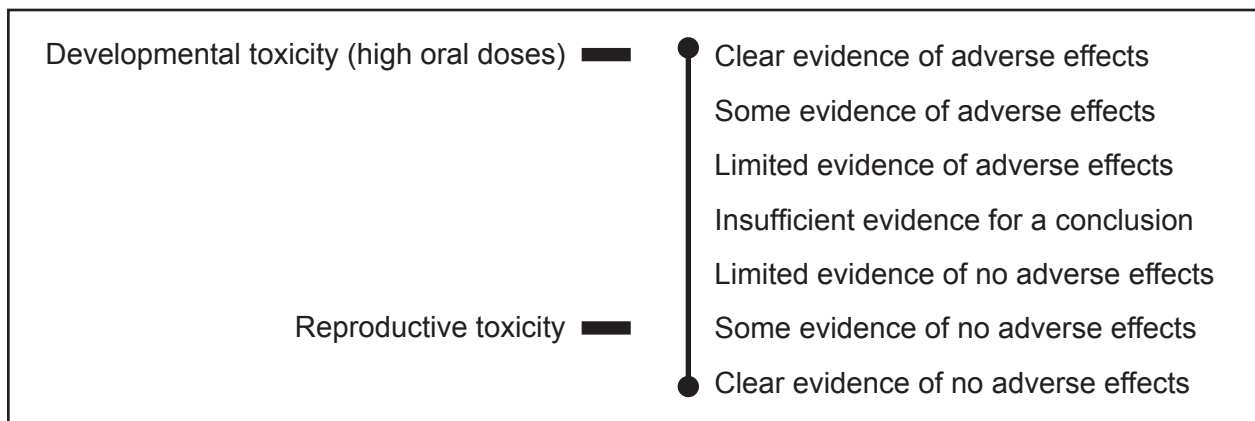 Developmental toxicity (high oral doses)
Clear evidence of adverse effects
Some evidence of adverse effects
Limited evidence of adverse effects
Insufficient evidence for a conclusion
Limited evidence of no adverse effects
Reproductive toxicity
Some evidence of no adverse effects
Clear evidence of no adverse effects